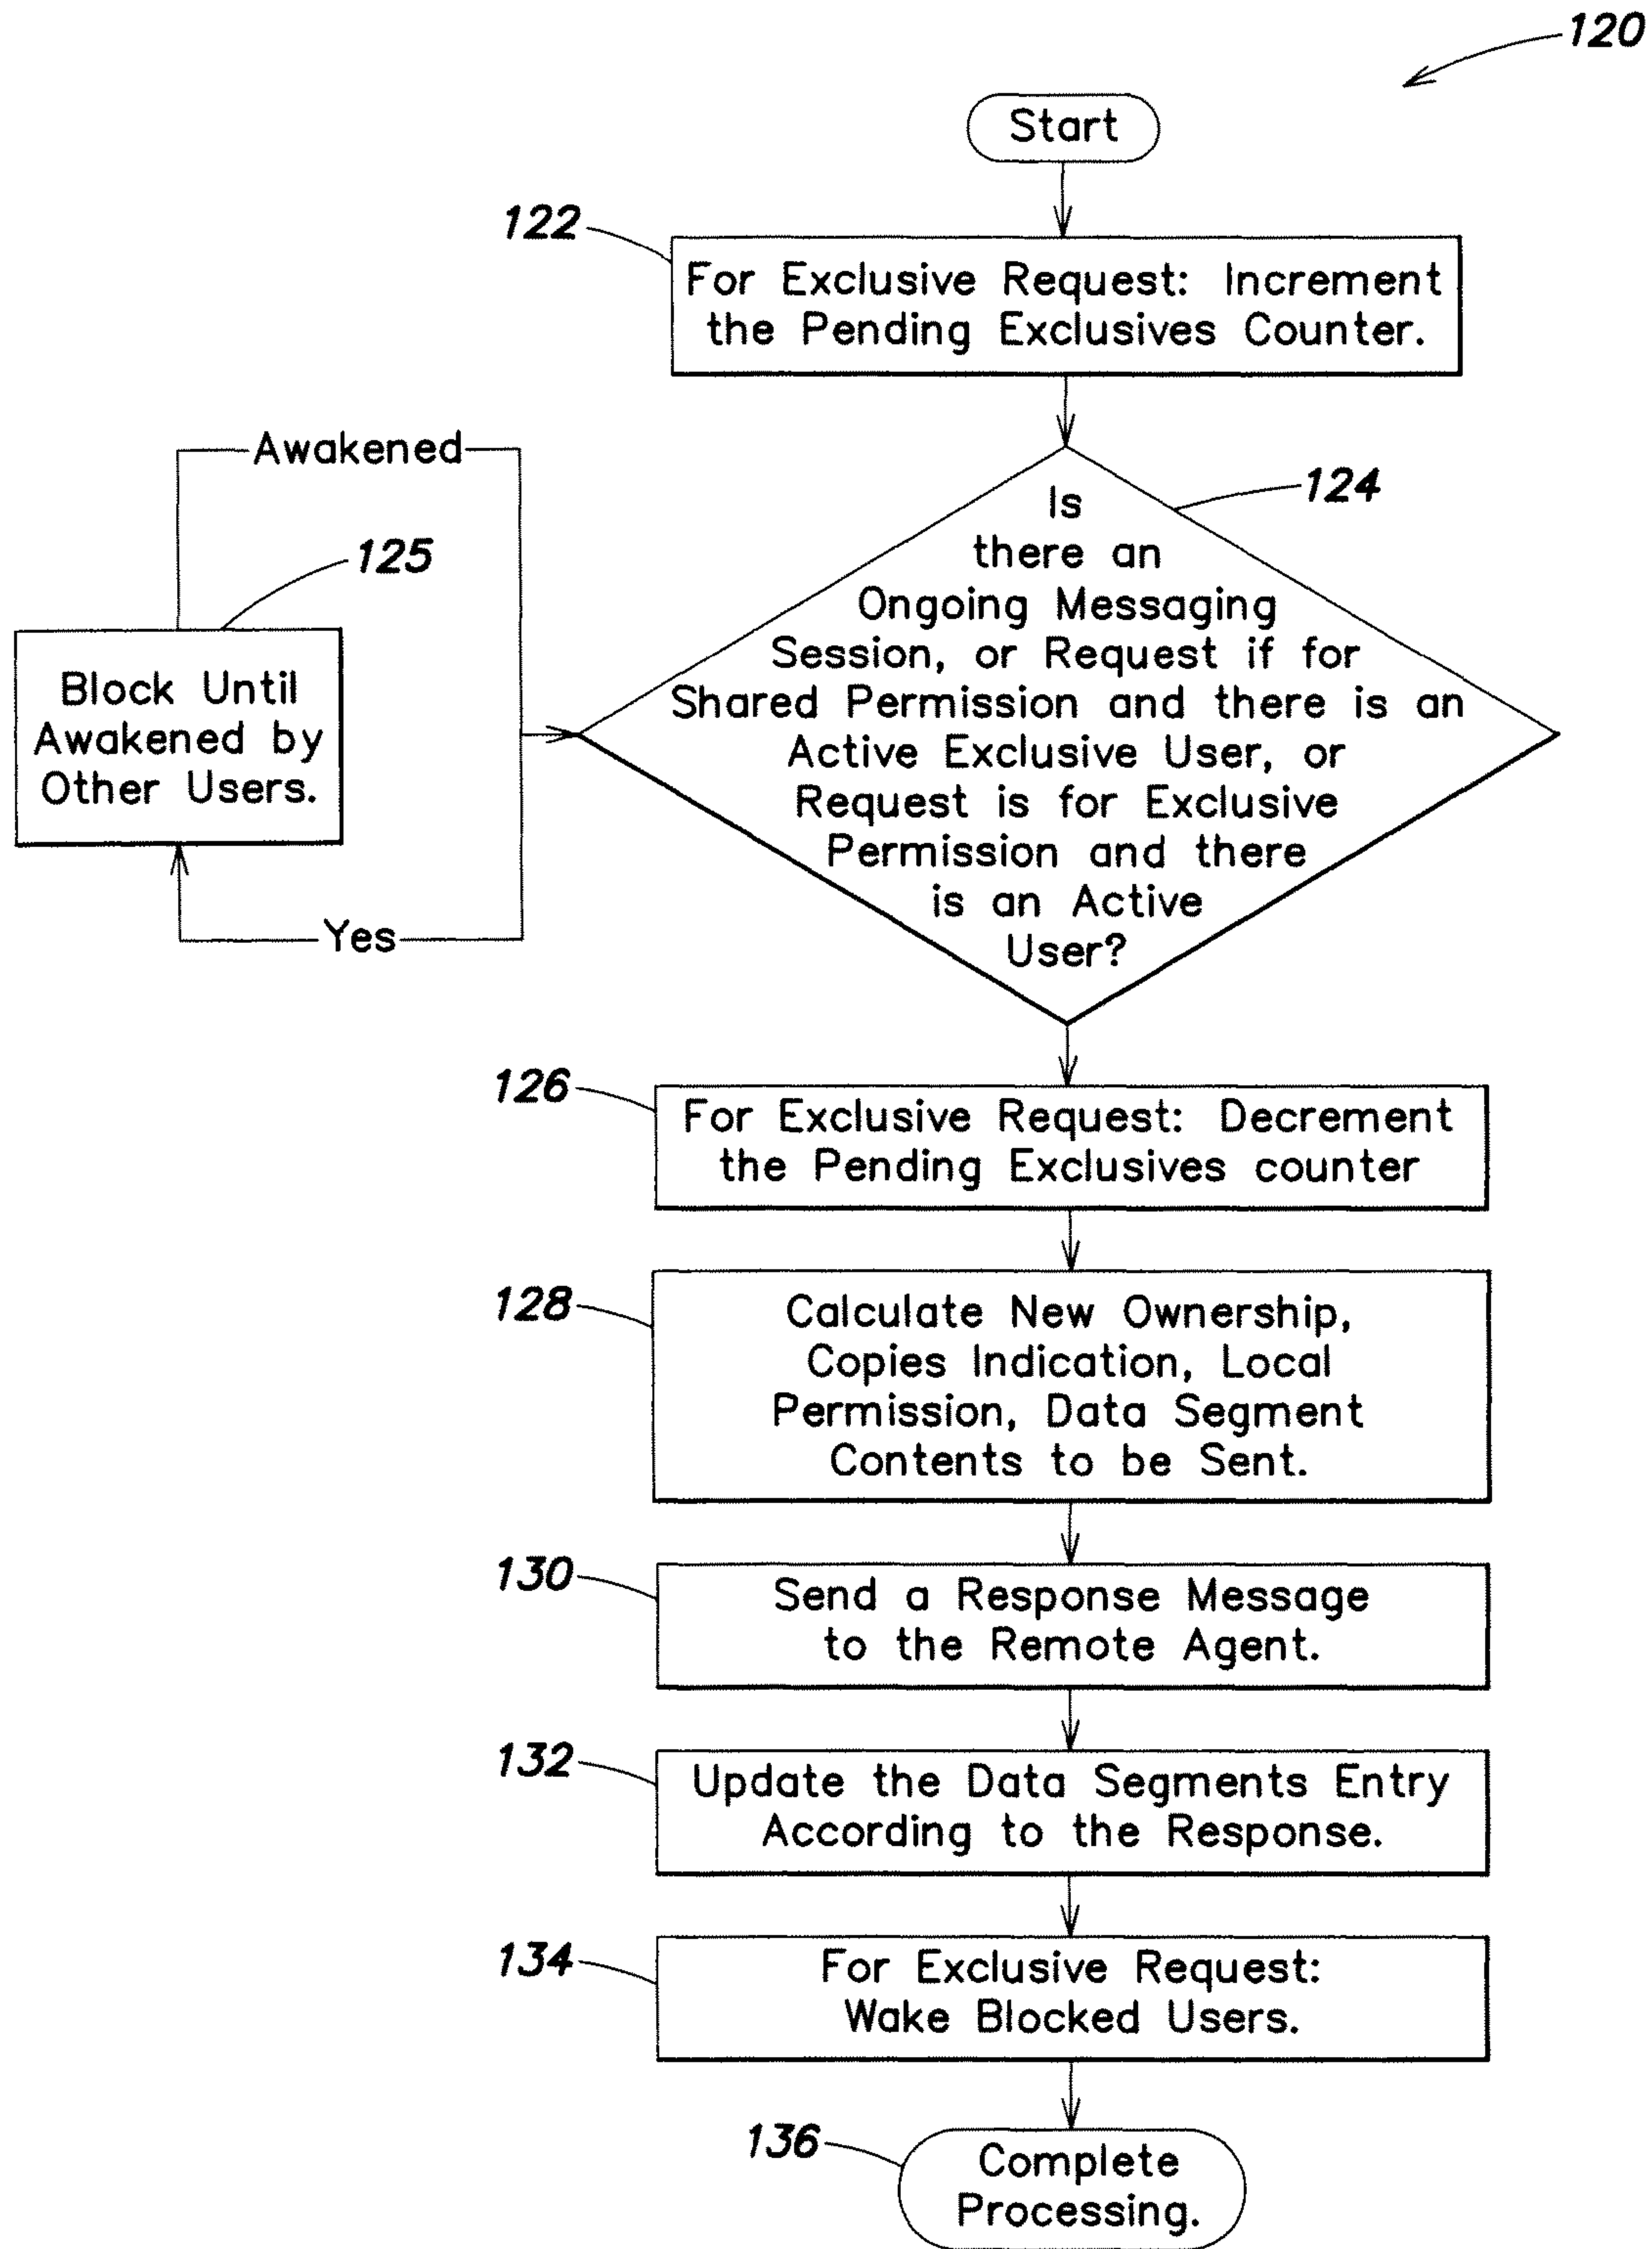 120
Start
122
For Exclusive Request: Increment
the Pending Exclusives Counter.
Awakened
124
125
Is
there an
Ongoing Messaging
Session, or Request if for
Shared Permission and there is an
Active Exclusive User, or
Request is for Exclusive
Permission and there
is an Active
User?
Block Until
Awakened by
Other Users.
Yes
126
For Exclusive Request: Decrement
the Pending Exclusives counter
128
Calculate New Ownership,
Copies Indication, Local
Permission, Data Segment
Contents to be Sent.
130
Send a Response Message
to the Remote Agent.
132
Update the Data Segments Entry
According to the Response.
134
For Exclusive Request:
Wake Blocked Users.
136
Complete
Processing.